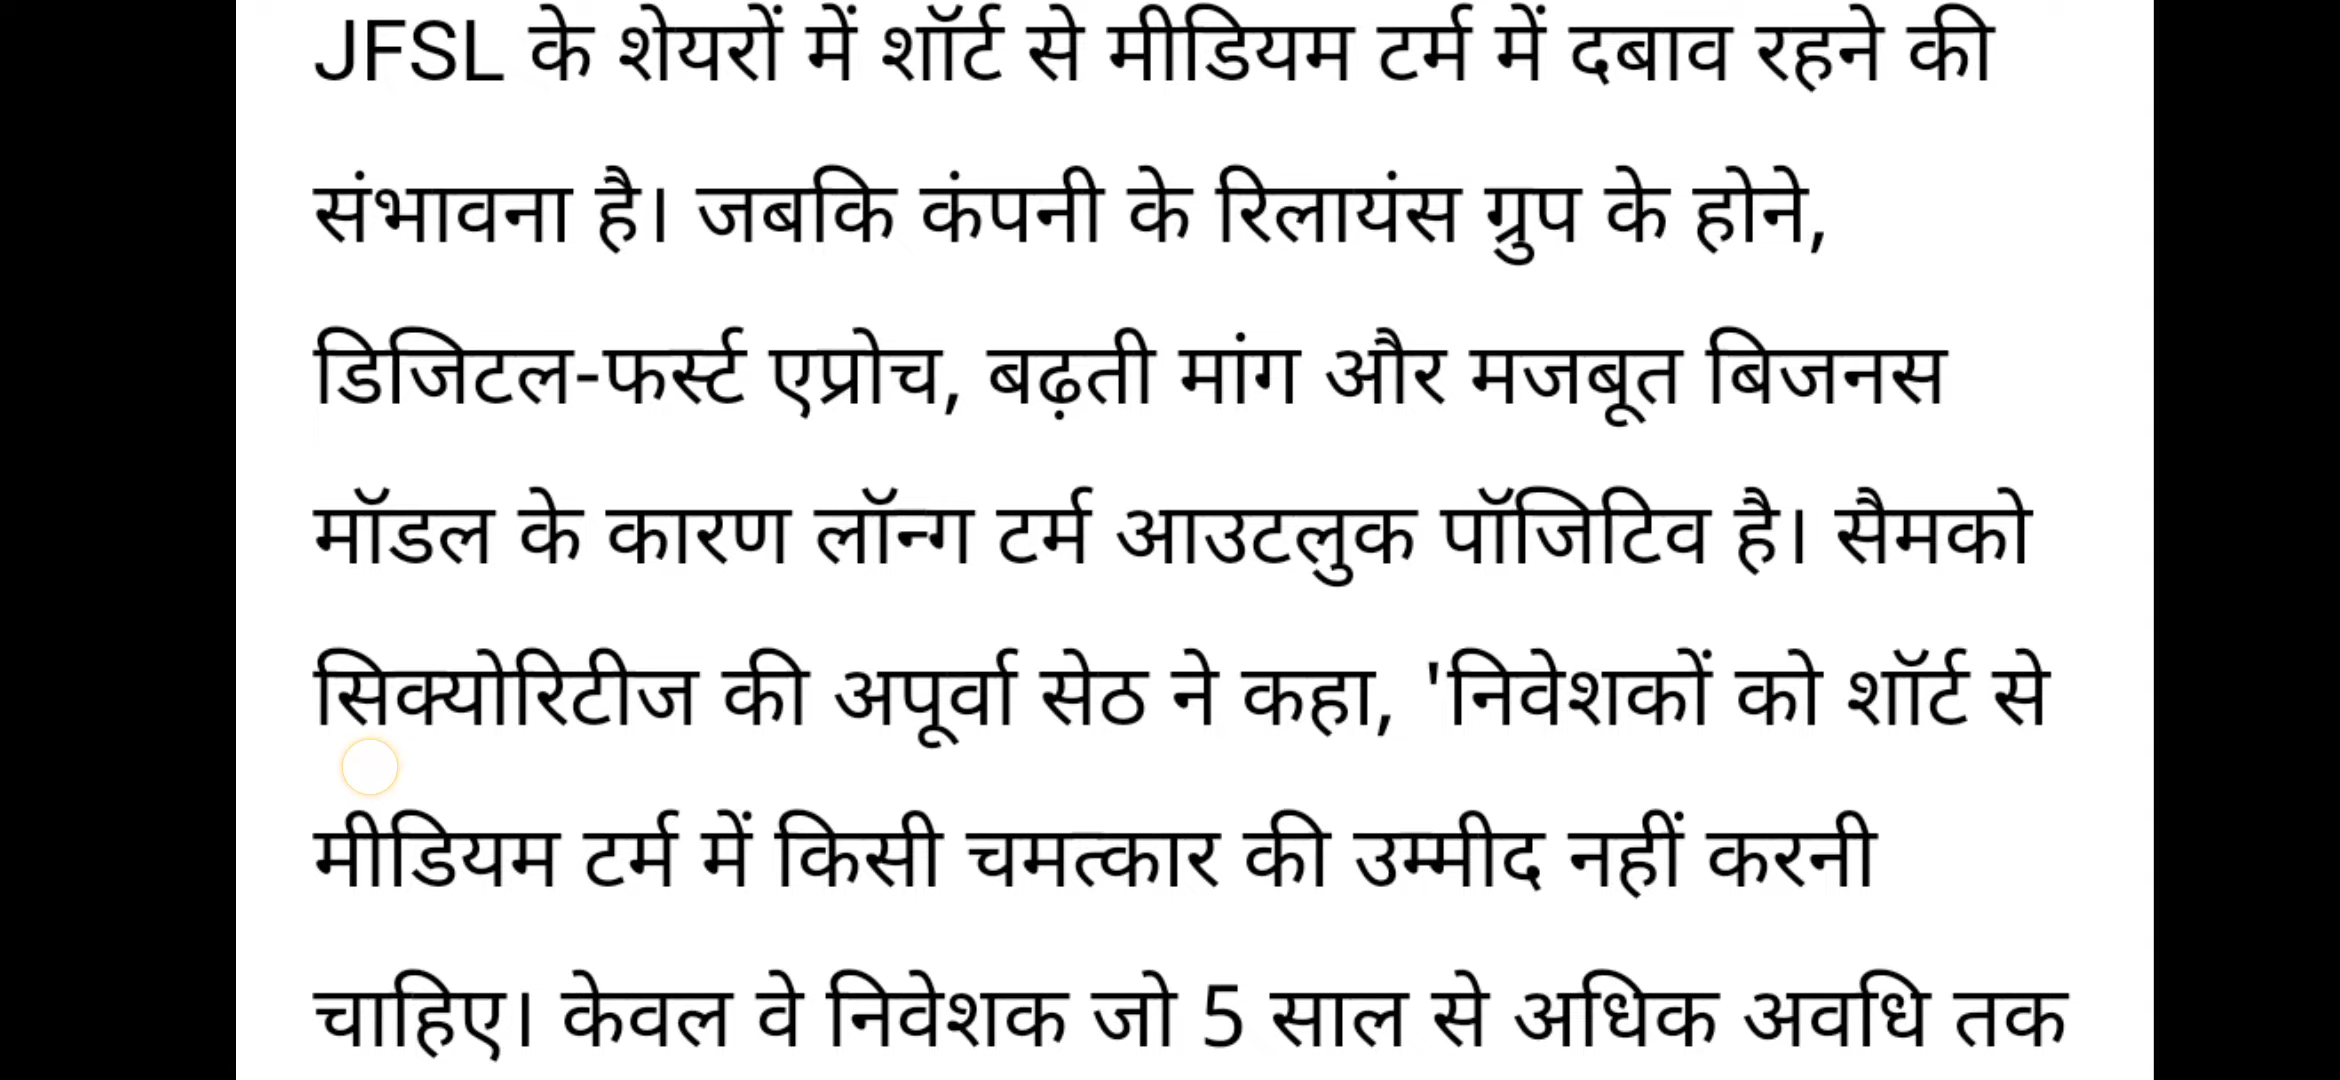 JFSL के शेयरों में शॉर्ट से मीडियम टर्म में दबाव रहने की
संभावना है। जबकि कंपनी के रिलायंस ग्रुप के होने,
डिजिटल-फर्स्ट एप्रोच, बढ़ती मांग और मजबूत बिजनस
मॉडल के कारण लॉन्ग टर्म आउटलुक पॉजिटिव है। सैमको
सिक्योरिटीज की अपूर्वा सेठ ने कहा, 'निवेशकों को शॉर्ट से
मीडियम टर्म में किसी चमत्कार की उम्मीद नहीं करनी
चाहिए। केवल वे निवेशक जो 5 साल से अधिक अवधि तक